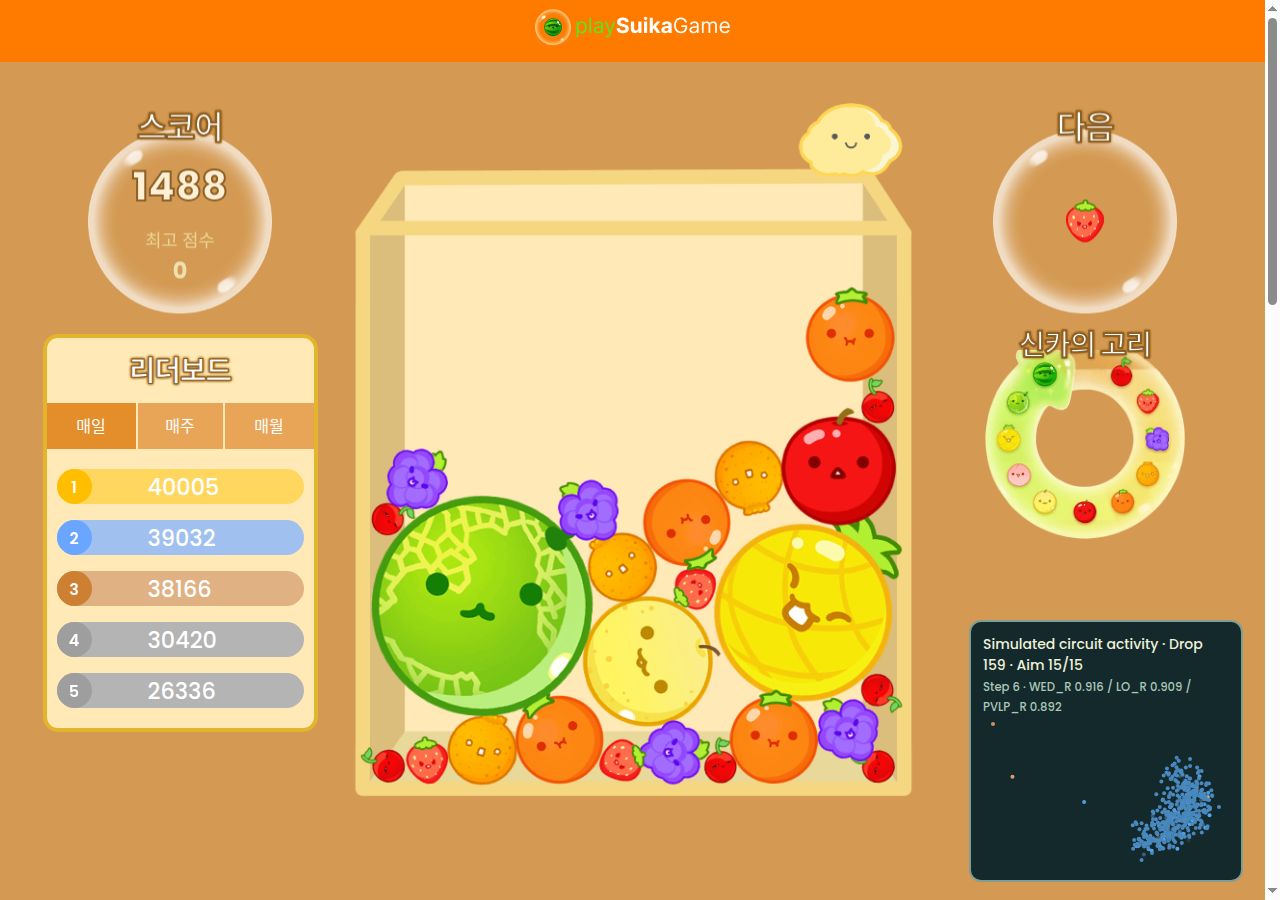 playSuikaGame
스코어
1488
최고 점수
0
리더보드
매일 매주 매월
1 40005
2 39032
3 38166
4 30420
5 26336
다음
신카의 고리
Simulated circuit activity · Drop
159 · Aim 15/15
Step 6 · WED_R 0.916 / LO_R 0.909 /
PVLP_R 0.892